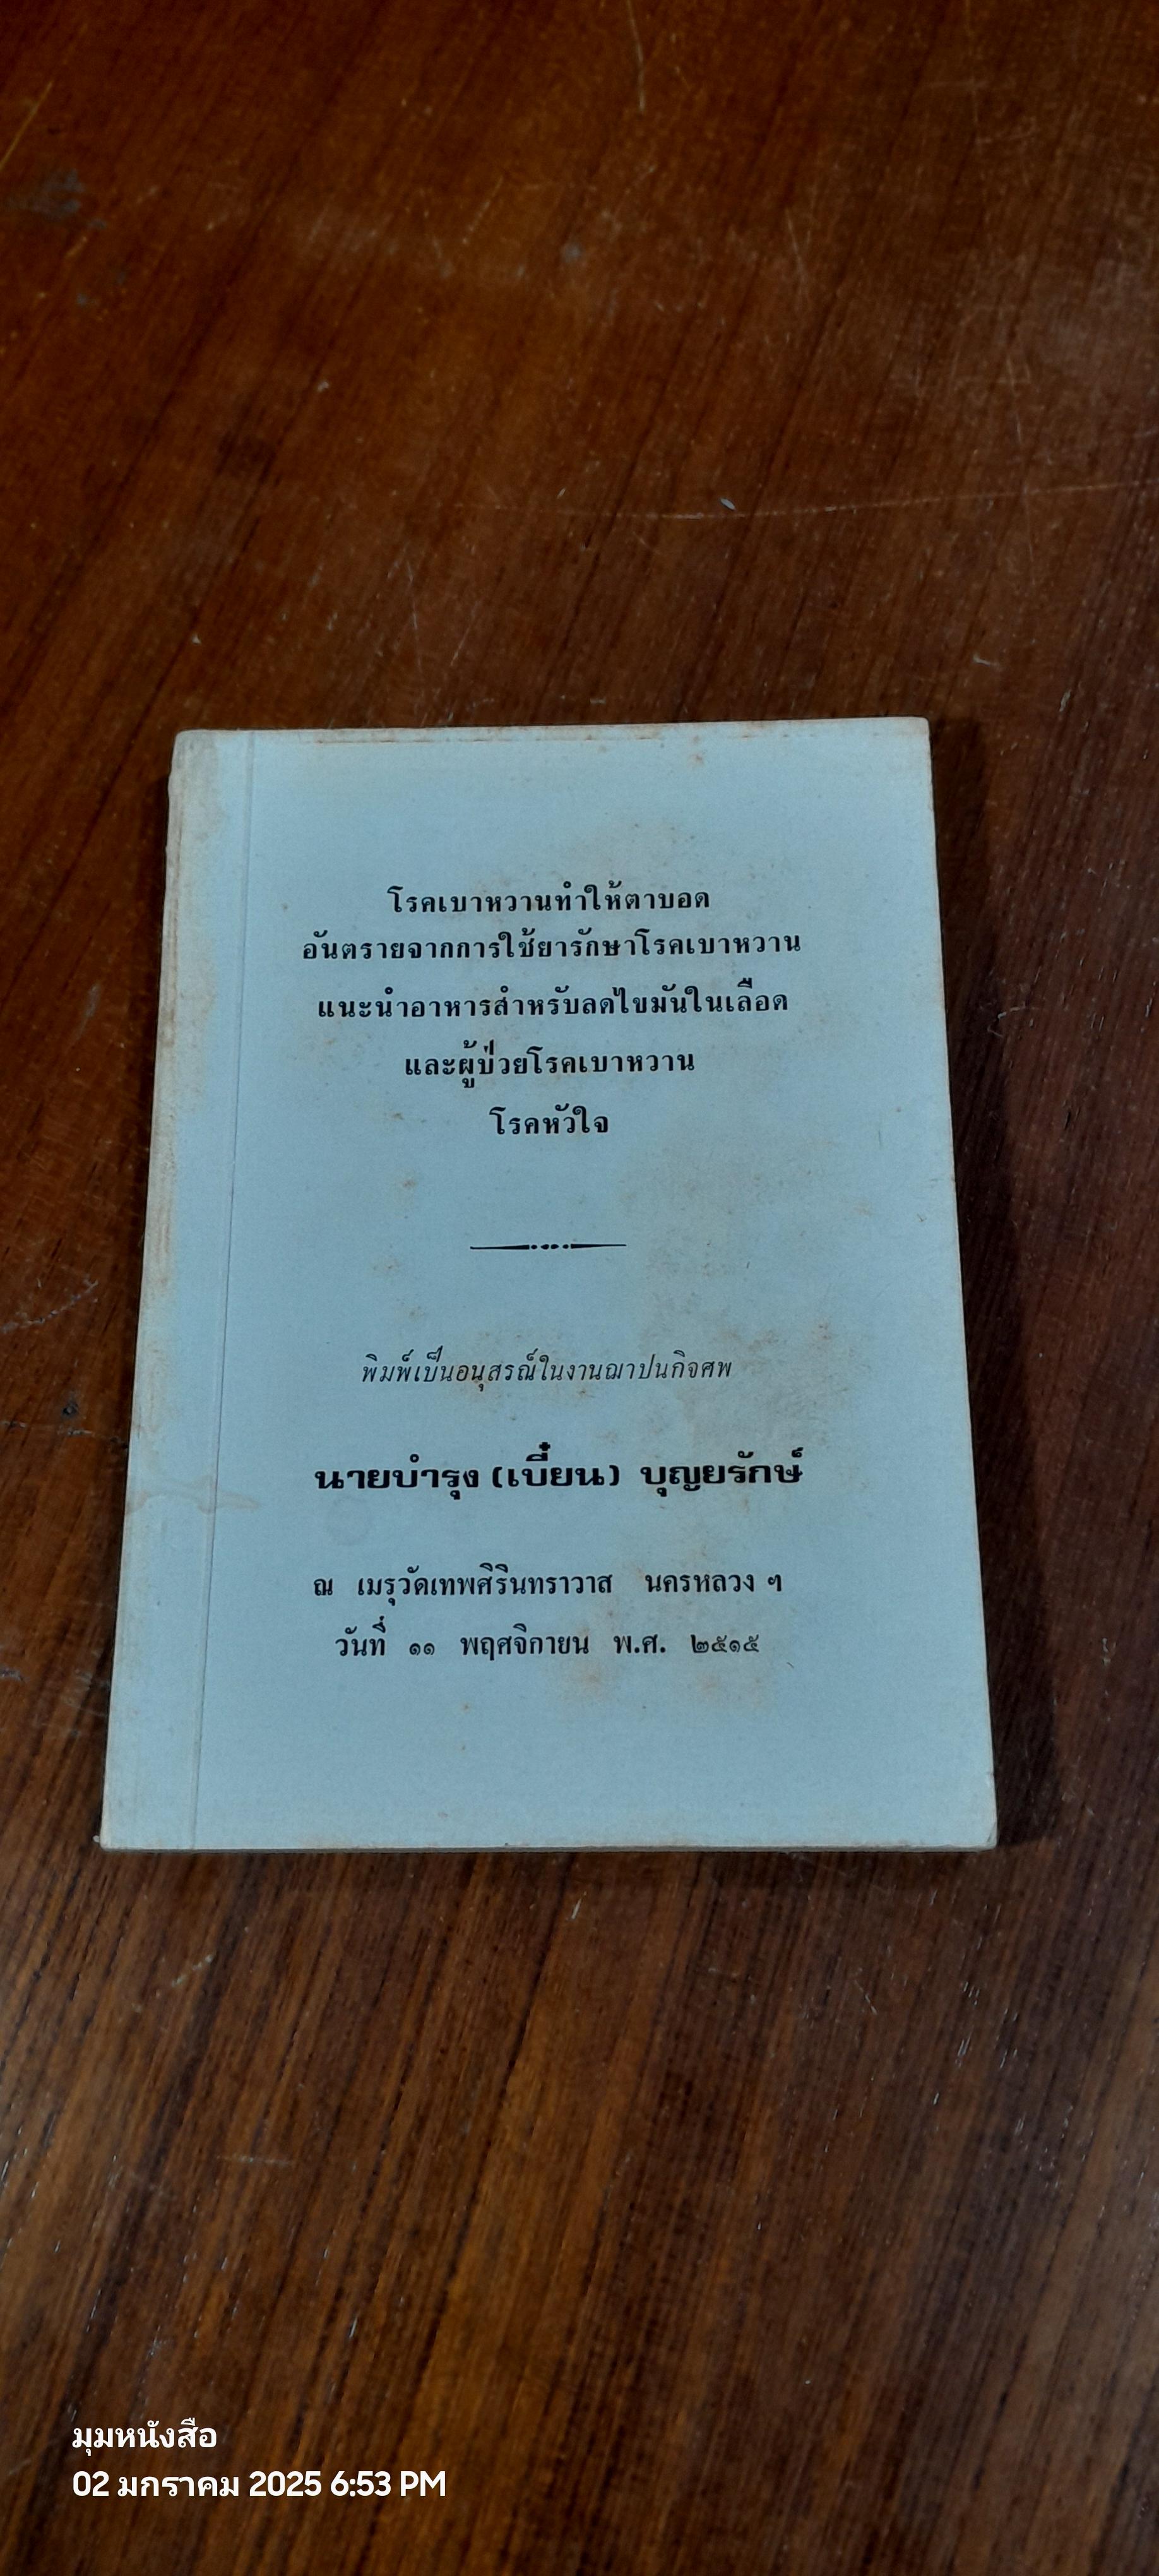 โรคเบาหวานทำให้ตาบอด
อันตรายจากการใช้ยารักษาโรคเบาหวาน
แนะนำอาหารสำหรับลดไขมันในเลือด
และผู้ป่วยโรคเบาหวาน
โรคหัวใจ
พิมพ์เป็นอนุสรณ์ในงานฌาปนกิจศพ
นายบำรุง (เบี๋ยน) บุญยรักษ์
ณ เมรุวัดเทพศิรินทราวาส นครหลวง ฯ
วันที่ ๑๑ พฤศจิกายน พ.ศ. ๒๕๑๕
มุมหนังสือ
02 มกราคม 2025 6:53 PM